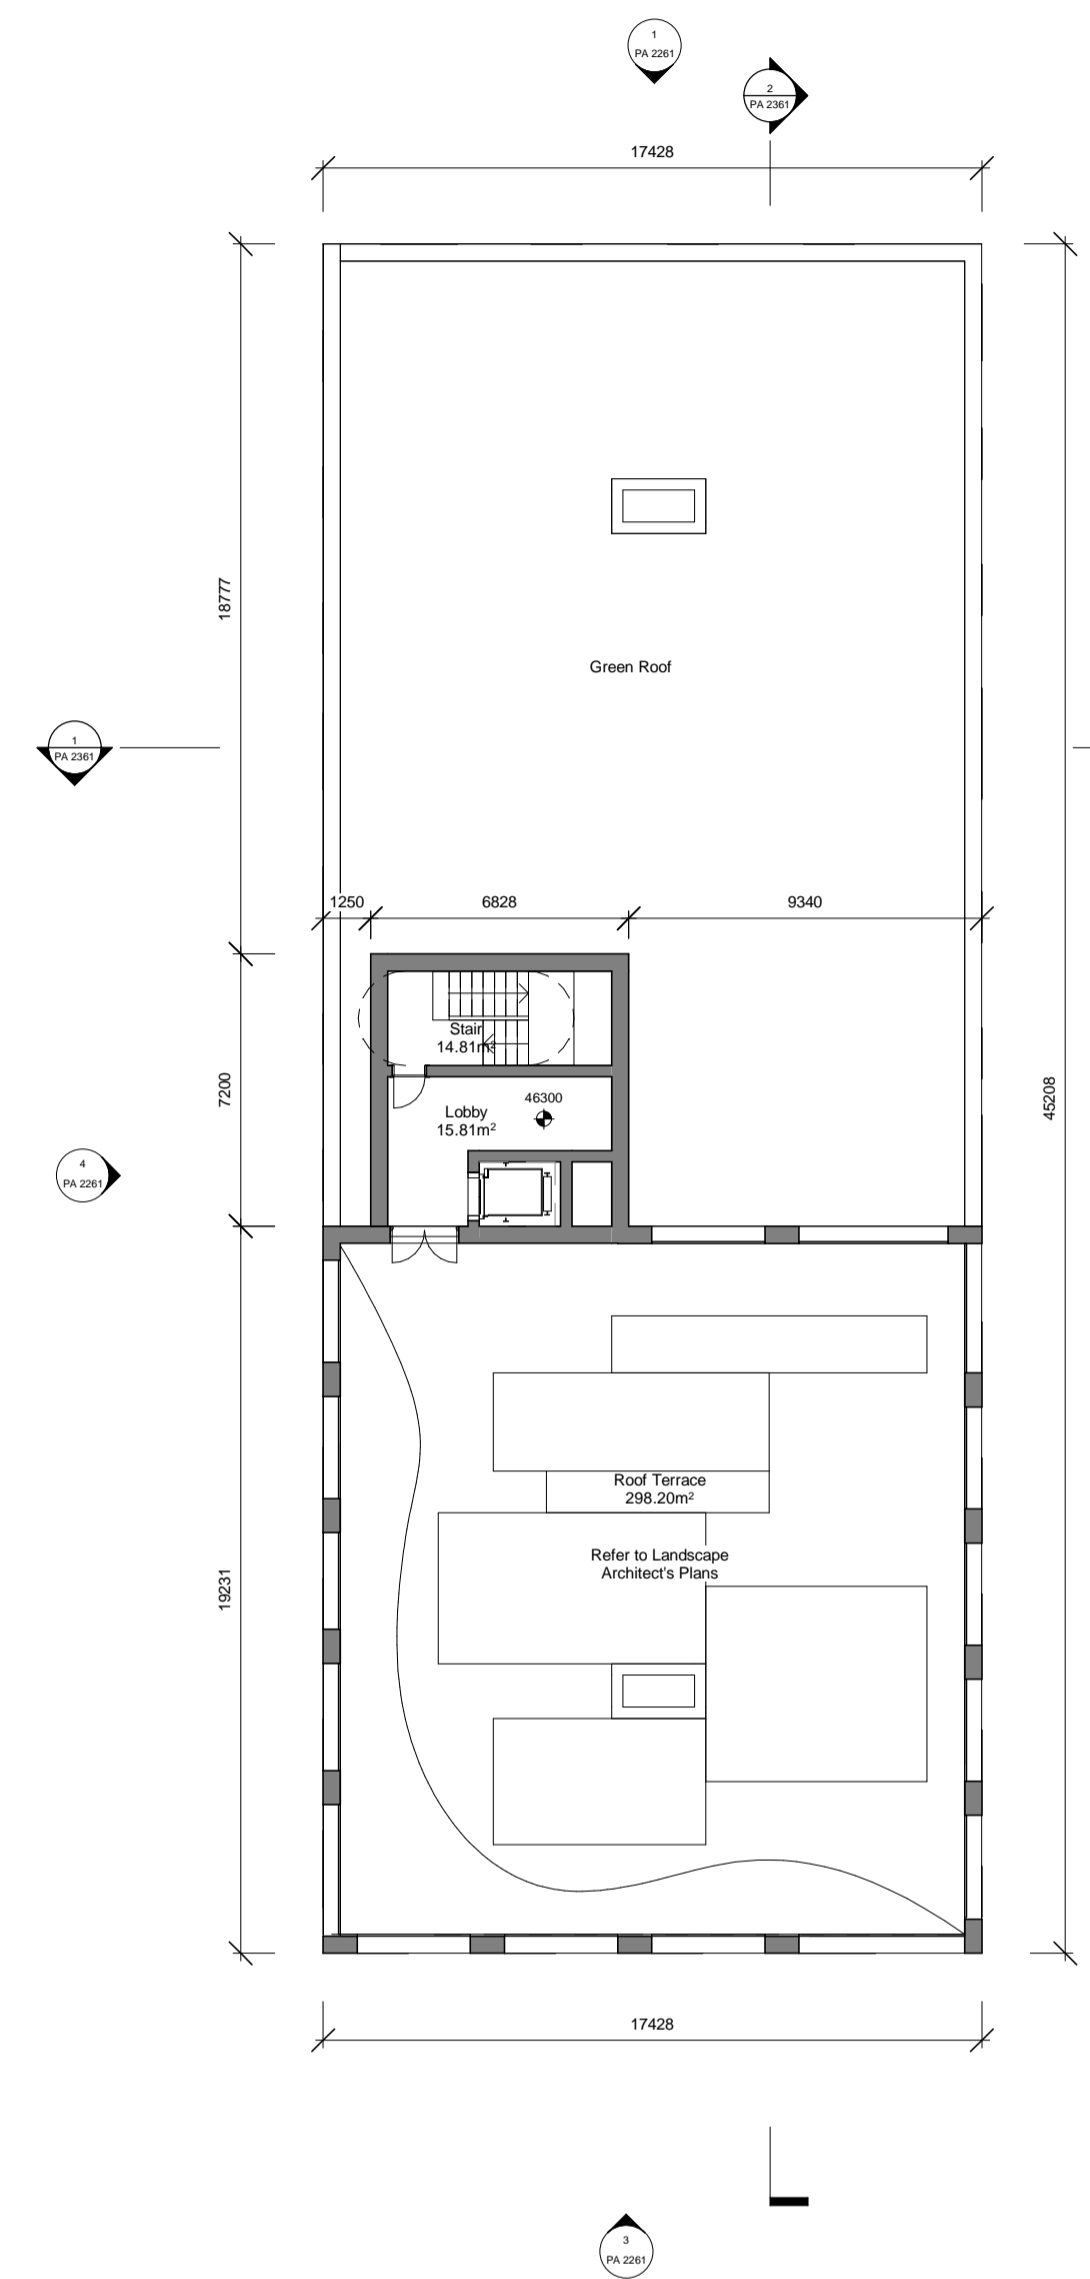 1
PA 2261
2
PA 2361
17428
18777
Green Roof
1
PA 2361
1250
6828
9340
Stair
14.81m²
7200
46300
Lobby
15.81m²
45208
4
PA 2261
Roof Terrace
298.20m²
Refer to Landscape
Architect's Plans
19231
17428
3
PA 2261